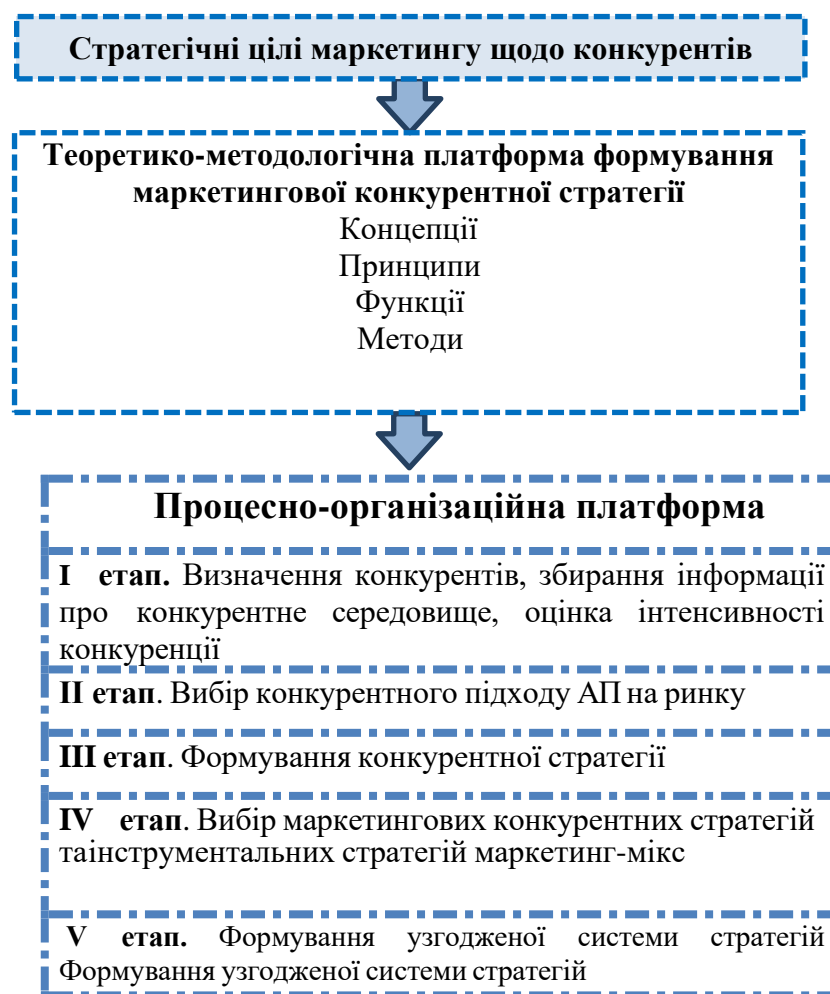 Стратегічні цілі маркетингу щодо конкурентів
Теоретико-методологічна платформа формування
маркетингової конкурентної стратегії
Концепції
Принципи
Функції
Методи
Процесно-організаційна платформа
І етап. Визначення конкурентів, збирання інформації
про конкурентне середовище, оцінка інтенсивності
конкуренції
ІІ етап. Вибір конкурентного підходу АП на ринку
ІІІ етап. Формування конкурентної стратегії
IV етап. Вибір маркетингових конкурентних стратегій
таінструментальних стратегій маркетинг-мікс
V етап. Формування узгодженої системи стратегій
Формування узгодженої системи стратегій